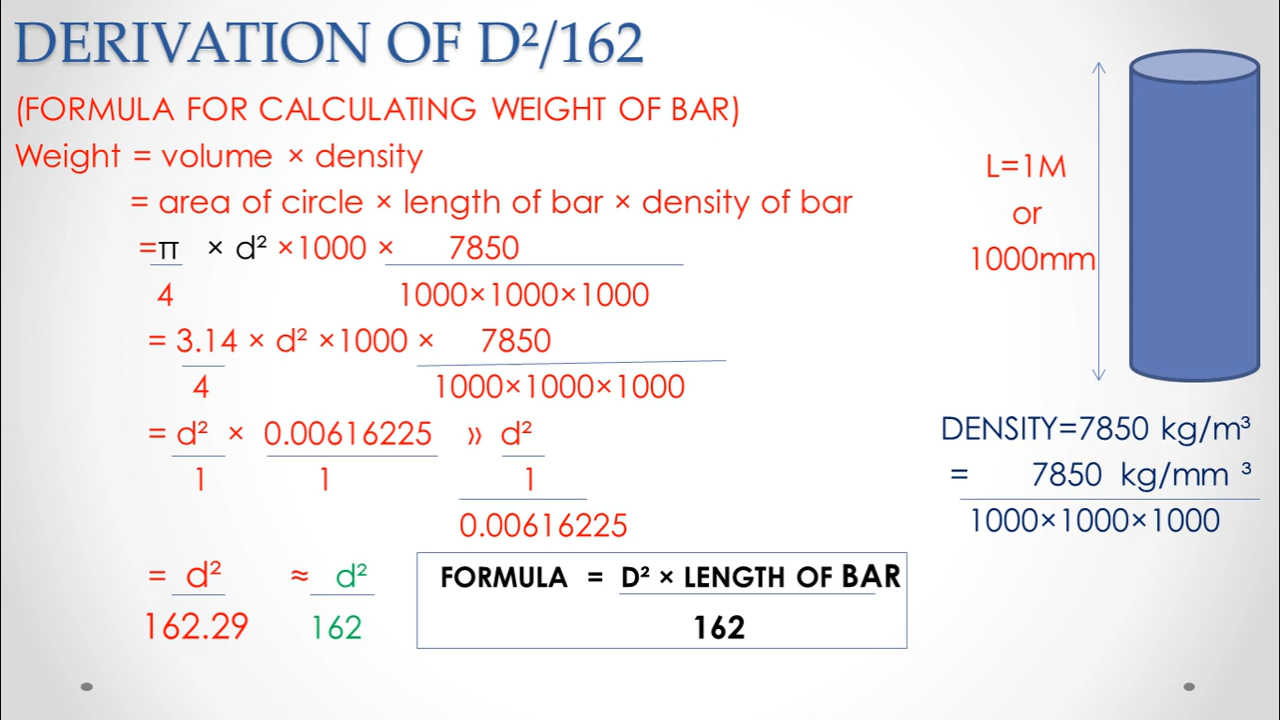 DERIVATION OF D²/162
(FORMULA FOR CALCULATING WEIGHT OF BAR)
Weight = volume × density
= area of circle × length of bar × density of bar
=π × d² ×1000 × 7850
4 1000×1000×1000
= 3.14 × d² ×1000 × 7850
4 1000×1000×1000
= d² × 0.00616225 » d²
1 1 1
0.00616225
= d² ≈ d²
162.29 162
FORMULA = D² × LENGTH OF BAR
162
L=1M
or
1000mm
DENSITY=7850 kg/m³
= 7850 kg/mm ³
1000×1000×1000